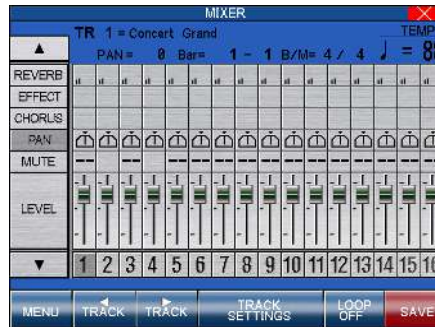 MIXER
TR 1 = Concert Grand TEMP
PAN = 0 Bar= 1 - 1 B/M= 4 / 4 = 8
REVERB
EFFECT
CHORUS
PAN
MUTE
LEVEL
1 2 3 4 5 6 7 8 9 10 11 12 13 14 15 16
MENU TRACK TRACK TRACK SETTINGS LOOP OFF SAVE